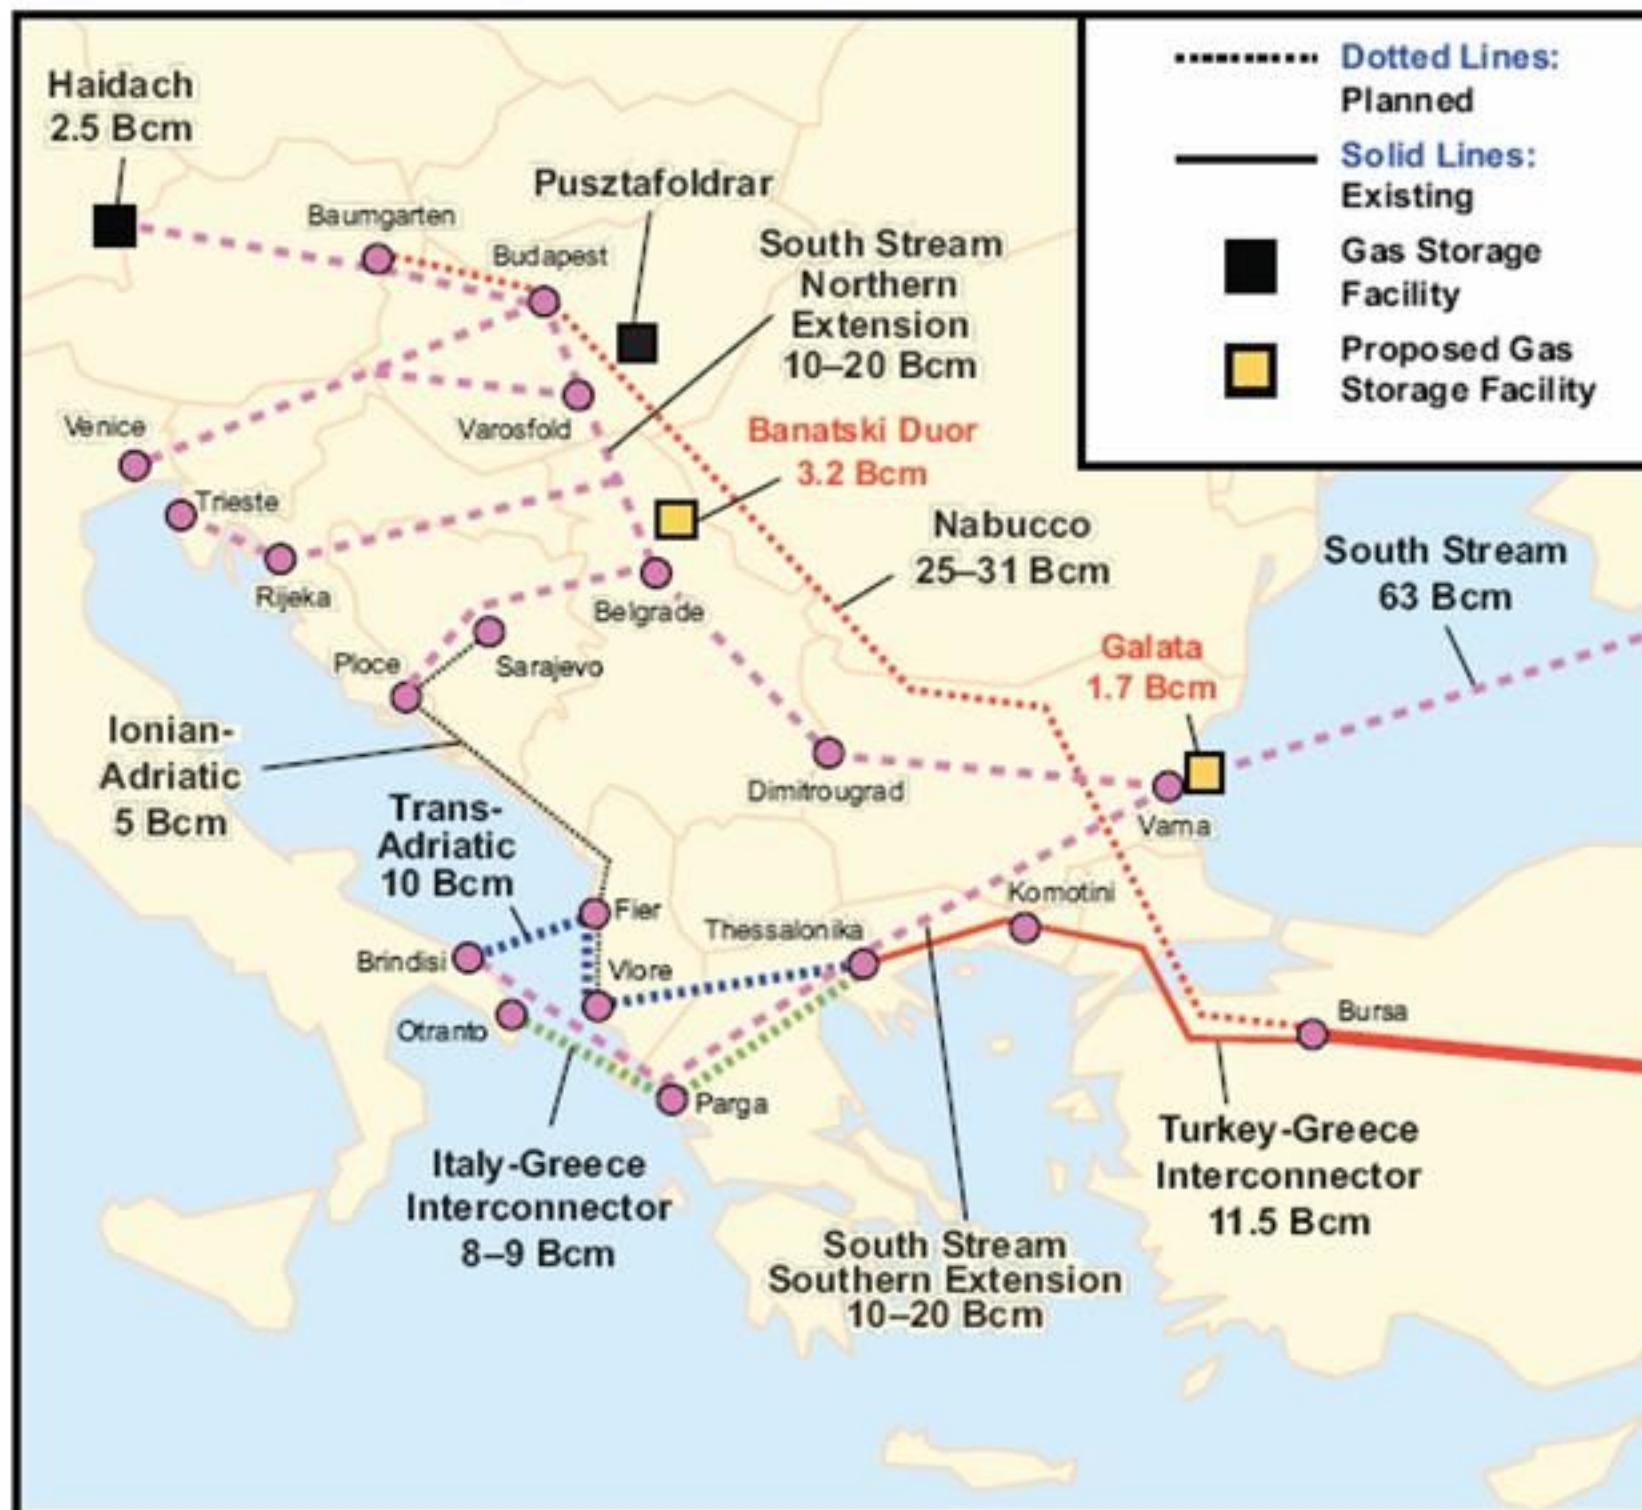 Haidach
2.5 Bcm
Pusztafoldrar
Baumgarten
Budapest
South Stream
Northern
Extension
10–20 Bcm
Dotted Lines:
Planned
Solid Lines:
Existing
Gas Storage
Facility
Proposed Gas
Storage Facility
Venice
Varosfold
Banatski Duor
3.2 Bcm
Trieste
Rijeka
Belgrade
Nabucco
25–31 Bcm
South Stream
63 Bcm
Ploce
Sarajevo
Galata
1.7 Bcm
Ionian-
Adriatic
5 Bcm
Dimitrougrad
Varna
Trans-
Adriatic
10 Bcm
Fier
Komotini
Thessalonika
Brindisi
Vlore
Otranto
Bursa
Parga
Italy-Greece
Interconnector
8–9 Bcm
Turkey-Greece
Interconnector
11.5 Bcm
South Stream
Southern Extension
10–20 Bcm